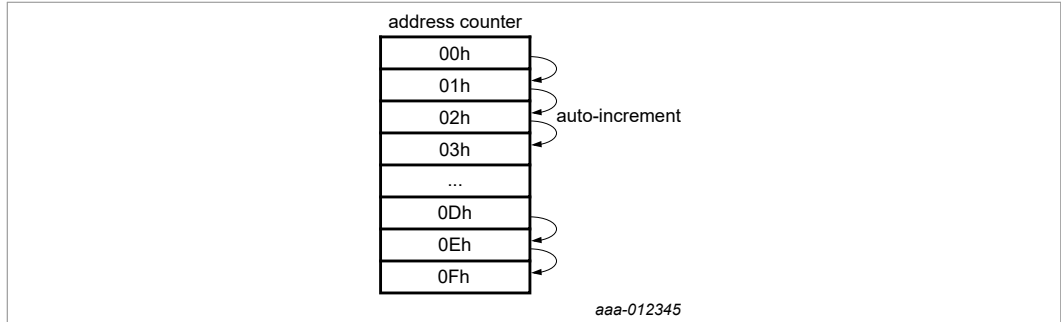 address counter
00h
01h
02h
auto-increment
03h
...
0Dh
0Eh
0Fh
aaa-012345